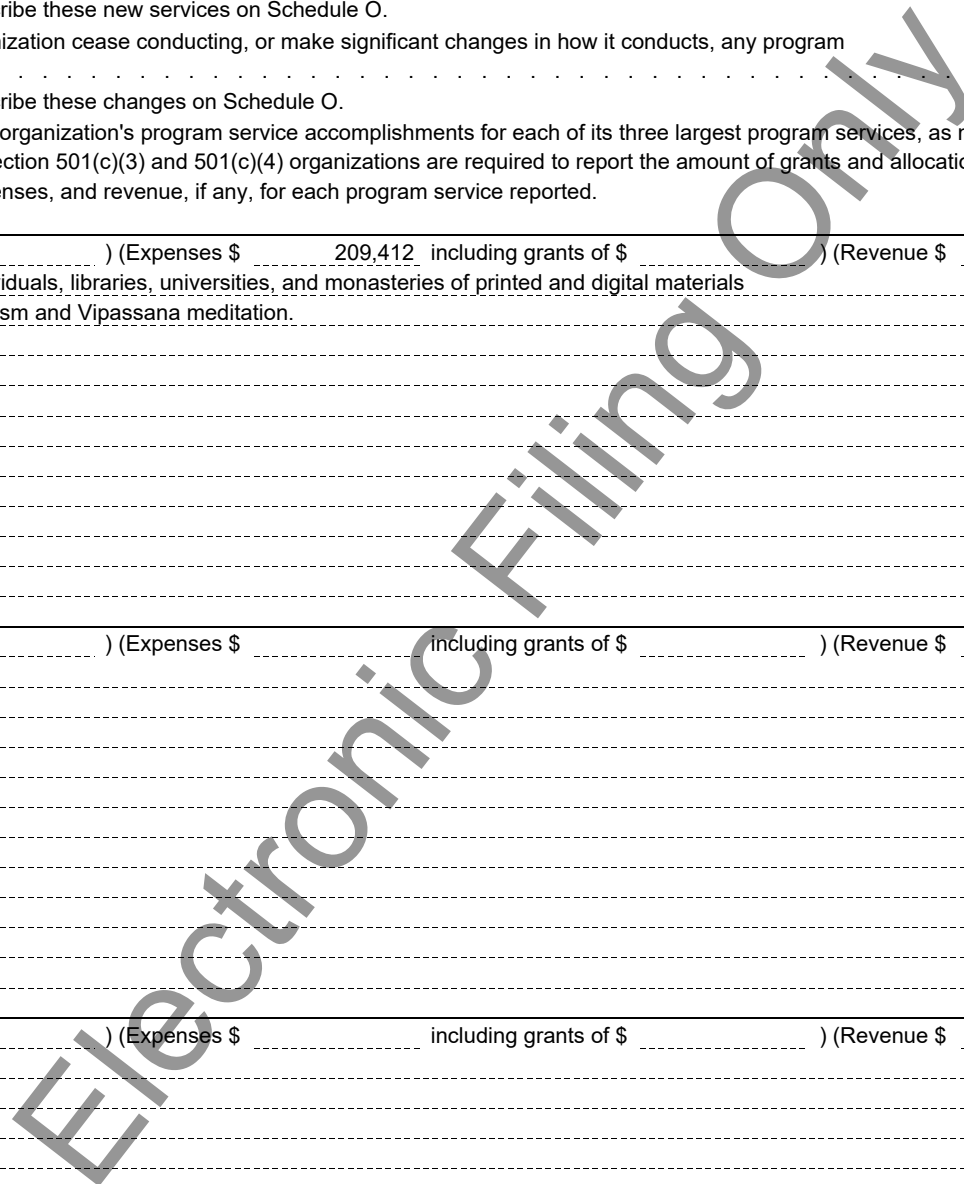 ribe these new services on Schedule O.
nization cease conducting, or make significant changes in how it conducts, any program
. . . . . . . . . . . . . . . . . . . . . . . . . . . . . . .
ribe these changes on Schedule O.
organization's program service accomplishments for each of its three largest program services, as
ection 501(c)(3) and 501(c)(4) organizations are required to report the amount of grants and allocatio
enses, and revenue, if any, for each program service reported.
) (Expenses $ 209,412 including grants of $ ) (Revenue $
iduals, libraries, universities, and monasteries of printed and digital materials
sm and Vipassana meditation.
) (Expenses $ including grants of $ ) (Revenue $
) (Expenses $ including grants of $ ) (Revenue $
Electronic Filing Only